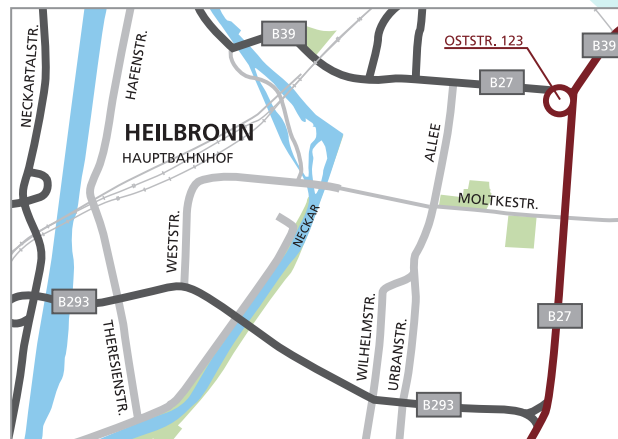 B39
OSTSTR. 123
B39
NECKARTALSTR.
HAFENSTR.
B27
HEILBRONN
HAUPTBAHNHOF
ALLEE
MOLTKESTR.
WESTSTR.
NECKAR
B293
B27
THERESIENSTR.
WILHELMSTR.
URBANSTR.
B293